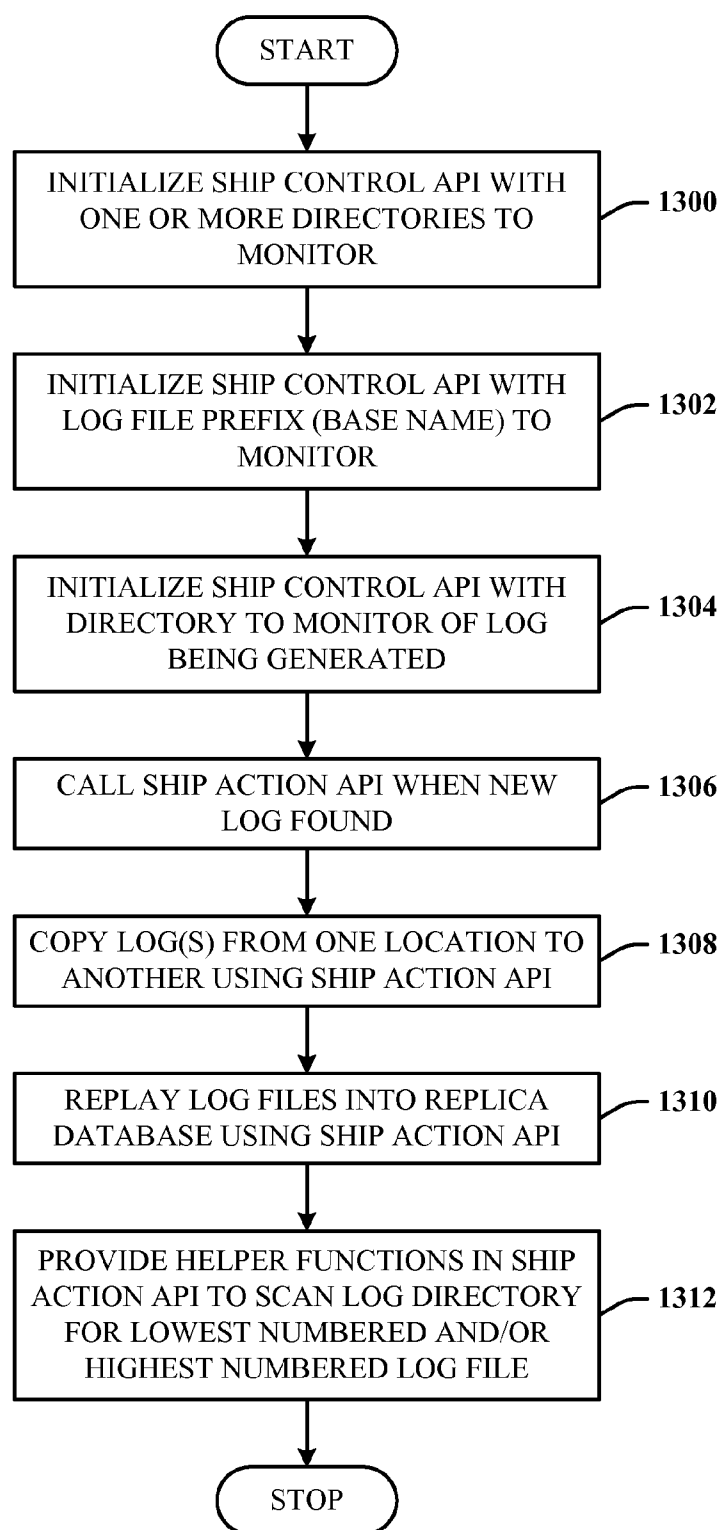 START
INITIALIZE SHIP CONTROL API WITH
ONE OR MORE DIRECTORIES TO
MONITOR
1300
INITIALIZE SHIP CONTROL API WITH
LOG FILE PREFIX (BASE NAME) TO
MONITOR
1302
INITIALIZE SHIP CONTROL API WITH
DIRECTORY TO MONITOR OF LOG
BEING GENERATED
1304
CALL SHIP ACTION API WHEN NEW
LOG FOUND
1306
COPY LOG(S) FROM ONE LOCATION TO
ANOTHER USING SHIP ACTION API
1308
REPLAY LOG FILES INTO REPLICA
DATABASE USING SHIP ACTION API
1310
PROVIDE HELPER FUNCTIONS IN SHIP
ACTION API TO SCAN LOG DIRECTORY
FOR LOWEST NUMBERED AND/OR
HIGHEST NUMBERED LOG FILE
1312
STOP